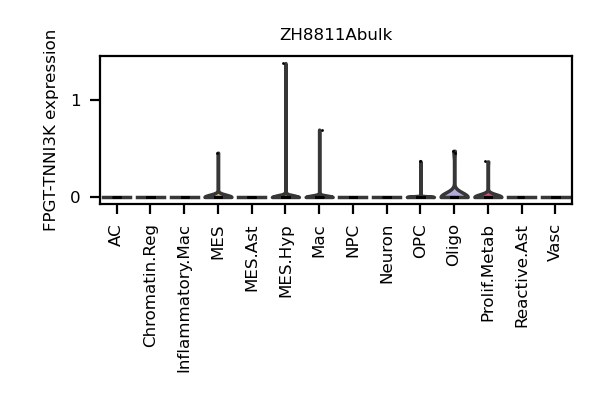 ZH8811Abulk
FPGT-TNNI3K expression
1
0
AC
Chromatin.Reg
Inflammatory.Mac
MES
MES.Ast
MES.Hyp
Mac
NPC
Neuron
OPC
Oligo
Prolif.Metab
Reactive.Ast
Vasc